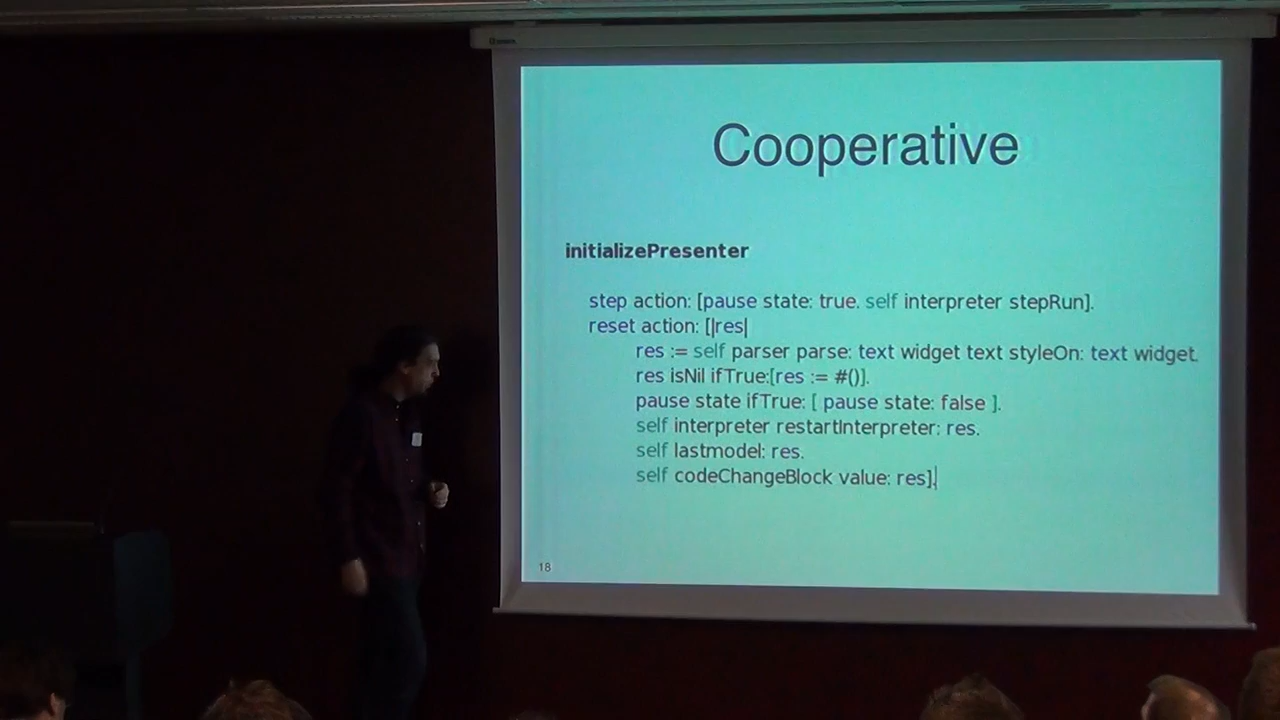 Cooperative
initializePresenter
step action: [pause state: true. self interpreter stepRun].
reset action: [|res|
res := self parser parse: text widget text styleOn: text widget.
res isNil ifTrue:[res := #()].
pause state ifTrue: [ pause state: false ].
self interpreter restartInterpreter: res.
self lastmodel: res.
self codeChangeBlock value: res].
18